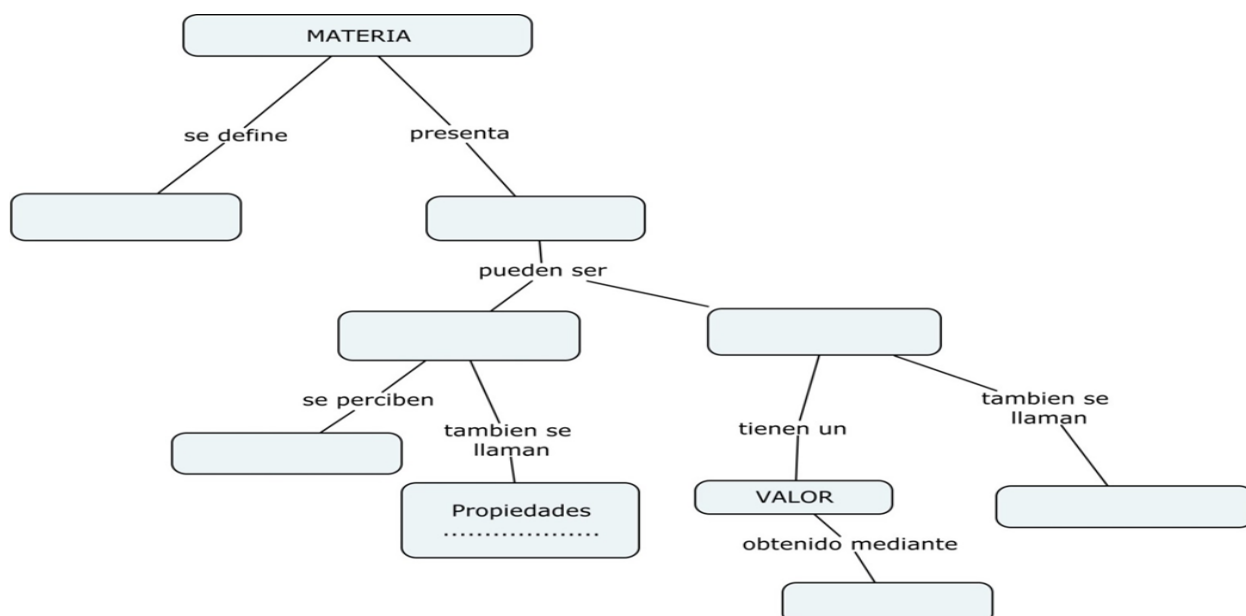 MATERIA
se define
presenta
pueden ser
se perciben
tambien se
llaman
Propiedades
...................
tienen un
VALOR
obtenido mediante
tambien se
llaman